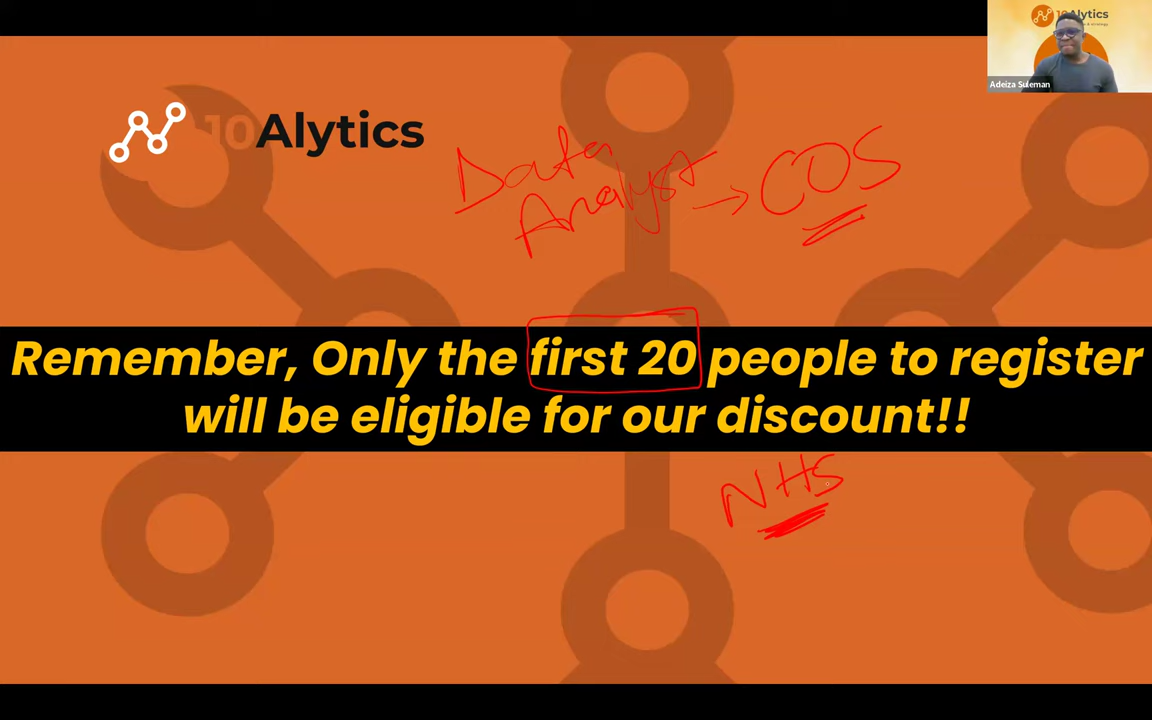 10Alytics
& strategy
Adeiza Suleman
10Alytics
Data
Analyst → COS
Remember, Only the first 20 people to register
will be eligible for our discount!!
NHS